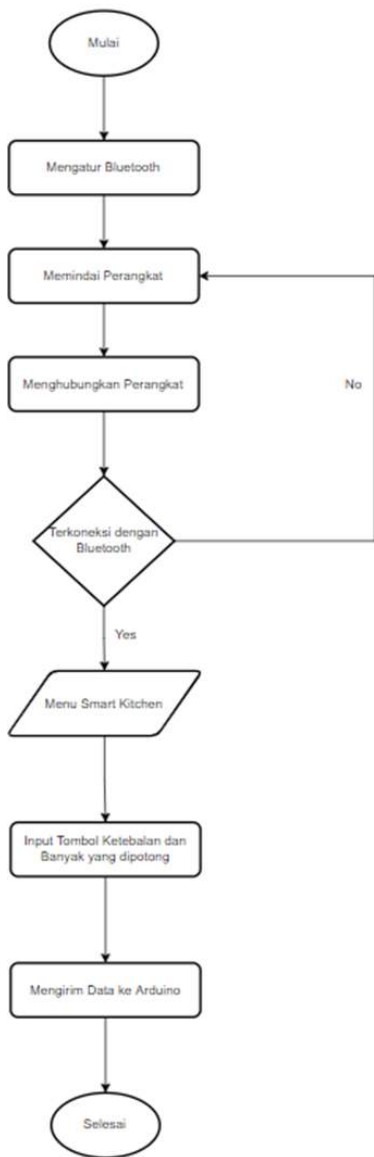 Mulai
Mengatur Bluetooth
Memindai Perangkat
Menghubungkan Perangkat
No
Terkoneksi dengan
Bluetooth
Yes
Menu Smart Kitchen
Input Tombol Ketebalan dan
Banyak yang dipotong
Mengirim Data ke Arduino
Selesai